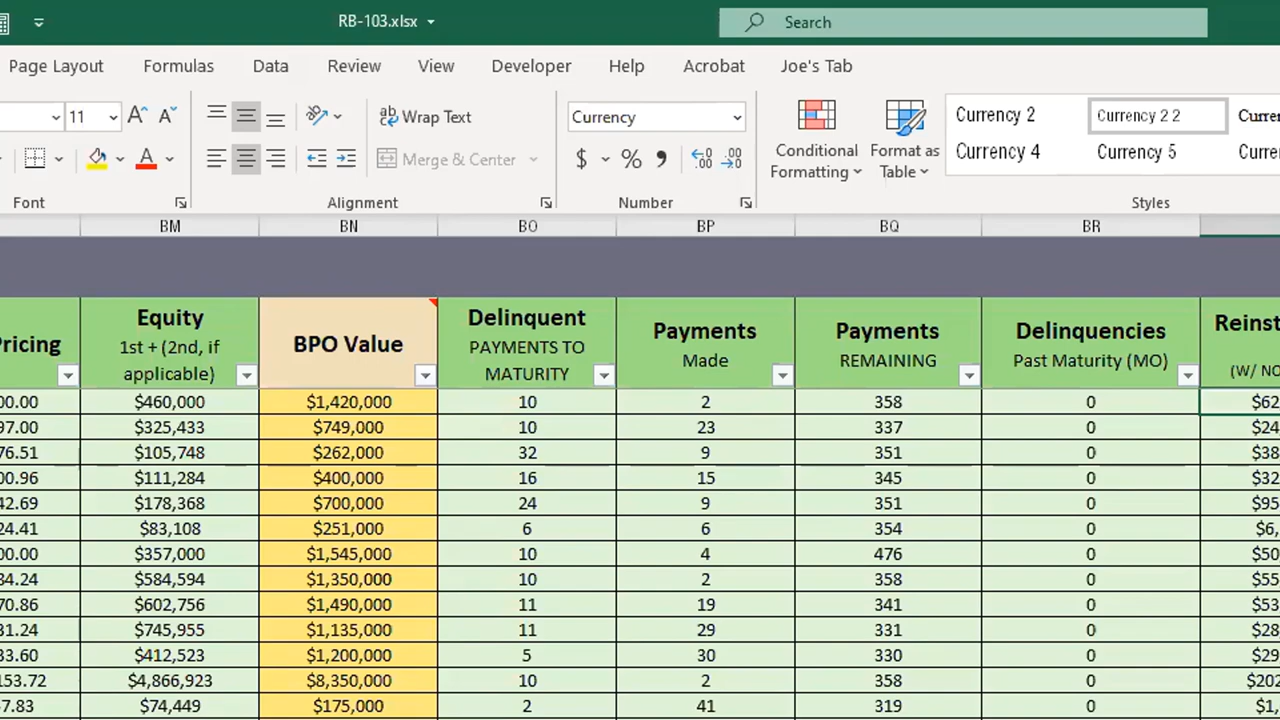 RB-103.xlsx
Search
Page Layout Formulas Data Review View Developer Help Acrobat Joe's Tab
11 A A Wrap Text Currency Conditional Format as Currency 2 Currency 2 2
A Merge & Center $ % , .00 Formatting Table Currency 4 Currency 5
Font Alignment Number Styles
BM BN BO BP BQ BR
Equity BPO Value Delinquent Payments Payments Delinquencies
1st + (2nd, if applicable) PAYMENTS TO MATURITY Made REMAINING Past Maturity (MO)
$460,000 $1,420,000 10 2 358 0
$325,433 $749,000 10 23 337 0
$105,748 $262,000 32 9 351 0
$111,284 $400,000 16 15 345 0
$178,368 $700,000 24 9 351 0
$83,108 $251,000 6 6 354 0
$357,000 $1,545,000 10 4 476 0
$584,594 $1,350,000 10 2 358 0
$602,756 $1,490,000 11 19 341 0
$745,955 $1,135,000 11 29 331 0
$412,523 $1,200,000 5 30 330 0
$4,866,923 $8,350,000 10 2 358 0
$74,449 $175,000 2 41 319 0